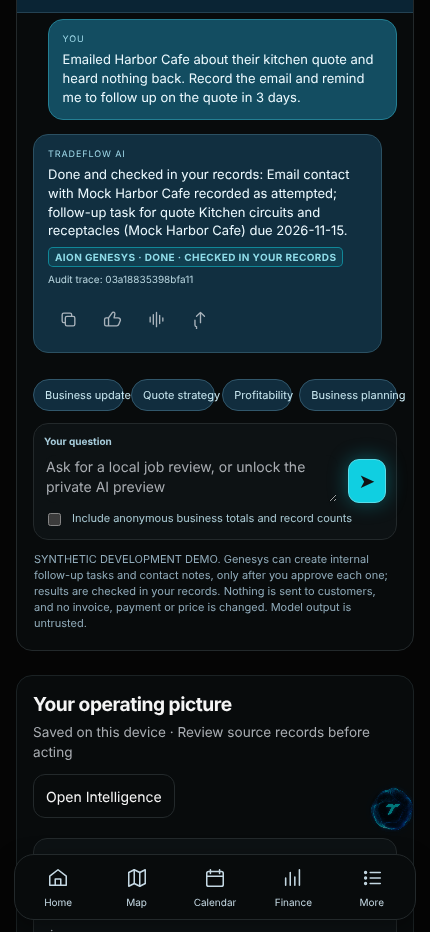 YOU
Emailed Harbor Cafe about their kitchen quote and
heard nothing back. Record the email and remind
me to follow up on the quote in 3 days.
TRADEFLOW AI
Done and checked in your records: Email contact
with Mock Harbor Cafe recorded as attempted;
follow-up task for quote Kitchen circuits and
receptacles (Mock Harbor Cafe) due 2026-11-15.
AION GENESYS · DONE · CHECKED IN YOUR RECORDS
Audit trace: 03a18835398bfa11
Business update Quote strategy Profitability Business planning
Your question
Ask for a local job review, or unlock the
private AI preview
Include anonymous business totals and record counts
SYNTHETIC DEVELOPMENT DEMO. Genesys can create internal
follow-up tasks and contact notes, only after you approve each one;
results are checked in your records. Nothing is sent to customers,
and no invoice, payment or price is changed. Model output is
untrusted.
Your operating picture
Saved on this device · Review source records before
acting
Open Intelligence
Home Map Calendar Finance More